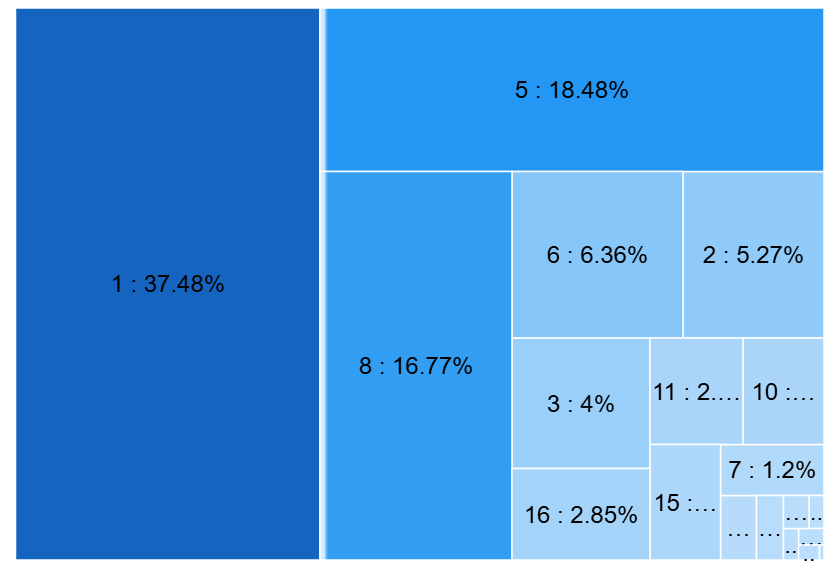 5 : 18.48%
1 : 37.48%
8 : 16.77%
6 : 6.36%
2 : 5.27%
3 : 4%
11 : 2.…
10 :…
16 : 2.85%
15 :…
7 : 1.2%
…
…
…
..
..
…
..